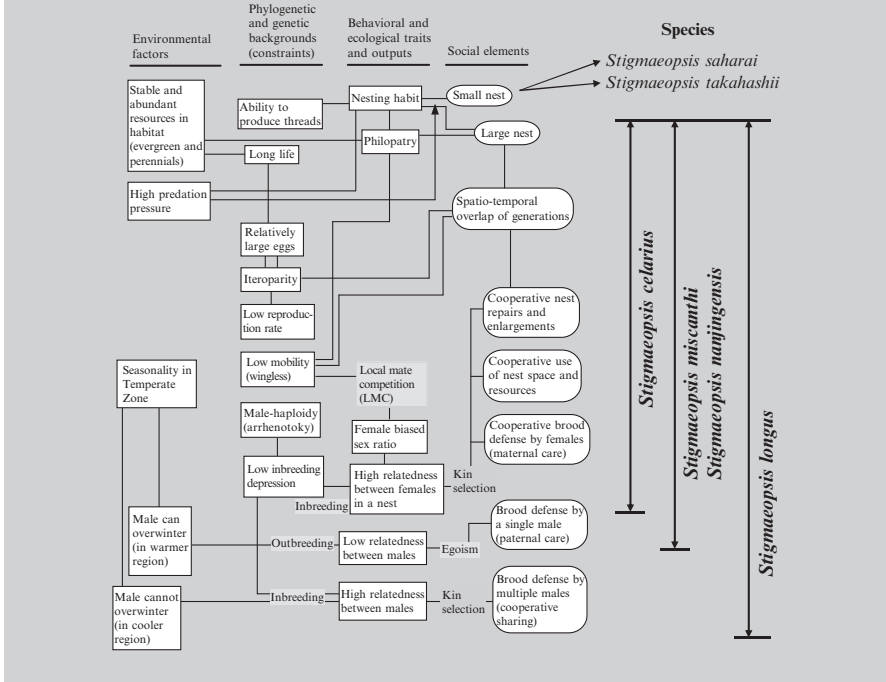 Environmental
factors
Phylogenetic
and genetic
backgrounds
(constraints)
Behavioral and
ecological traits
and outputs
Social elements
Species
Stigmaeopsis saharai
Stigmaeopsis takahashii
Stable and
abundant
resources in
habitat
(evergreen and
perennials)
Ability to
produce threads
Nesting habit
Small nest
Philopatry
Large nest
Long life
High predation
pressure
Spatio-temporal
overlap of generations
Relatively
large eggs
Iteroparity
Low reproduc-
tion rate
Cooperative nest
repairs and
enlargements
Seasonality in
Temperate
Zone
Low mobility
(wingless)
Local mate
competition
(LMC)
Cooperative use
of nest space and
resources
Male-haploidy
(arrhenotoky)
Female biased
sex ratio
Cooperative brood
defense by females
(maternal care)
Low inbreeding
depression
Inbreeding
High relatedness
between females
in a nest
Kin
selection
Male can
overwinter
(in warmer
region)
Outbreeding
Low relatedness
between males
Egoism
Brood defense by
a single male
(paternal care)
Male cannot
overwinter
(in cooler
region)
Inbreeding
High relatedness
between males
Kin
selection
Brood defense by
multiple males
(cooperative
sharing)
Stigmaeopsis celarius
Stigmaeopsis miscanthi
Stigmaeopsis nanjingensis
Stigmaeopsis longus